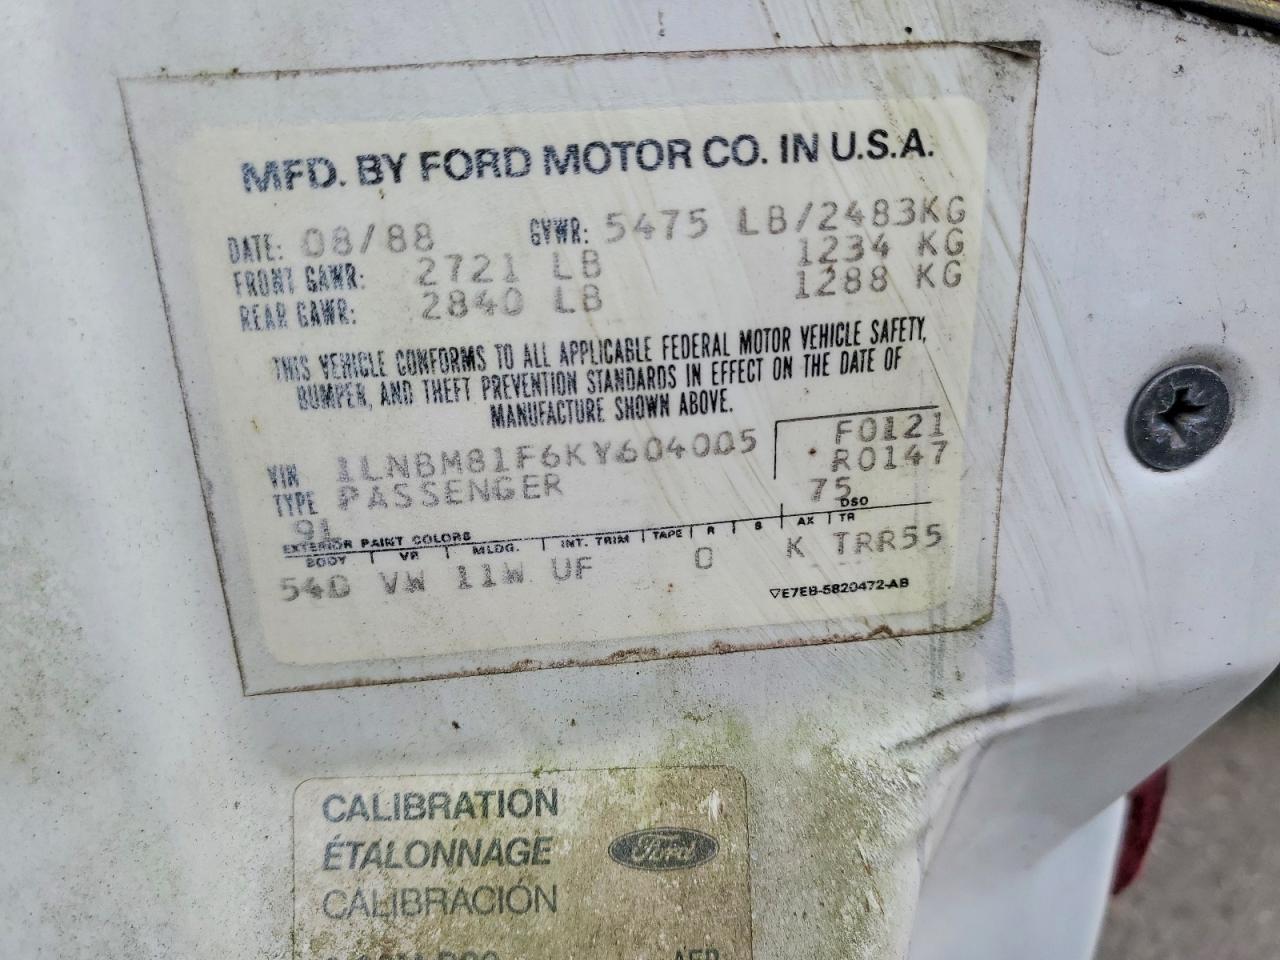 MFD. BY FORD MOTOR CO. IN U.S.A.
DATE: 08/88 GVWR: 5475 LB/2483KG
FRONT GAWR: 2721 LB 1234 KG
REAR GAWR: 2840 LB 1288 KG
THIS VEHICLE CONFORMS TO ALL APPLICABLE FEDERAL MOTOR VEHICLE SAFETY,
BUMPER, AND THEFT PREVENTION STANDARDS IN EFFECT ON THE DATE OF
MANUFACTURE SHOWN ABOVE.
VIN 1LNBM81F6KY604005 F0121
TYPE PASSENGER R0147
91 75
EXTERIOR PAINT COLORS DSO
BODY VR MLDG. INT. TRIM TAPE R S AX TR
54D VW 11W UF O K TRR55
▽E7EB-5820472-AB
CALIBRATION
ÉTALONNAGE
CALIBRACIÓN
Ford